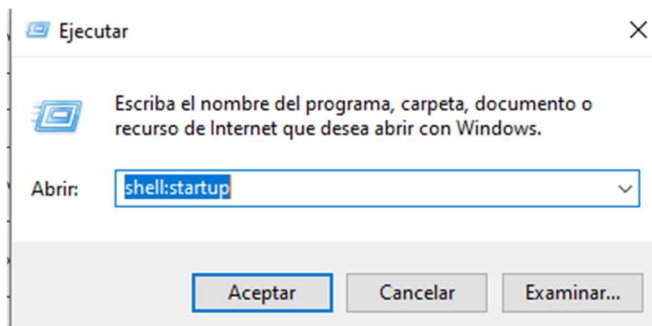 Ejecutar
Escriba el nombre del programa, carpeta, documento o
recurso de Internet que desea abrir con Windows.
Abrir: shell:startup
Aceptar Cancelar Examinar...